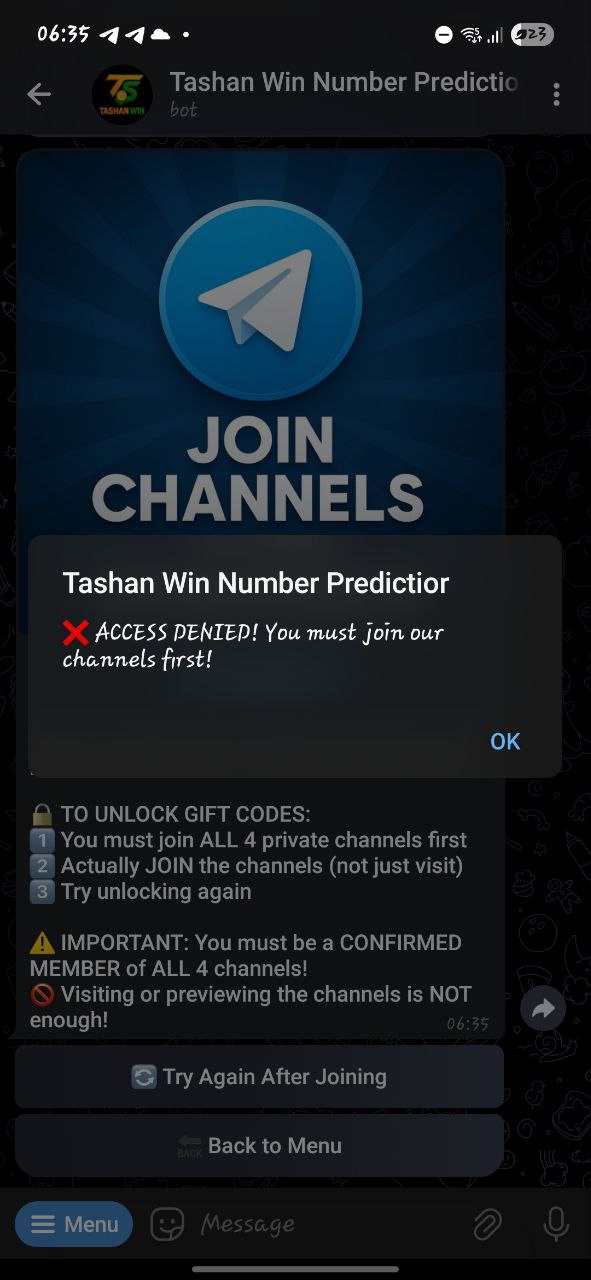 06:35
23
Tashan Win Number Predictio
bot
TASHAN WIN
JOIN
CHANNELS
Tashan Win Number Predictior
❌ ACCESS DENIED! You must join our
channels first!
OK
🔒 TO UNLOCK GIFT CODES:
1️⃣ You must join ALL 4 private channels first
2️⃣ Actually JOIN the channels (not just visit)
3️⃣ Try unlocking again
⚠️ IMPORTANT: You must be a CONFIRMED
MEMBER of ALL 4 channels!
🚫 Visiting or previewing the channels is NOT
enough!
06:35
🔄 Try Again After Joining
🔙 Back to Menu
Menu
Message